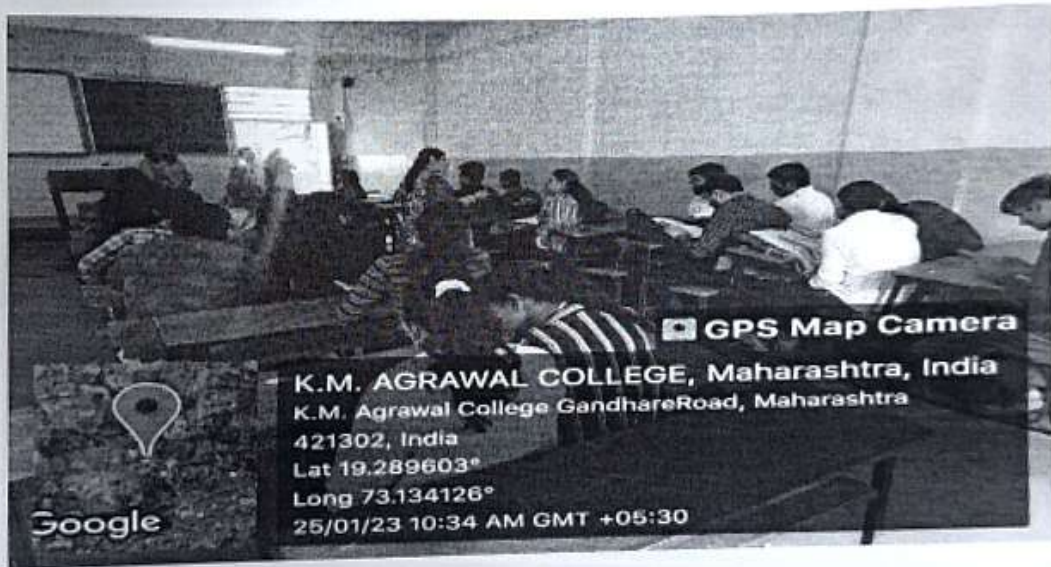 GPS Map Camera
K.M. AGRAWAL COLLEGE, Maharashtra, India
K.M. Agrawal College GandhareRoad, Maharashtra
421302, India
Lat 19.289603°
Long 73.134126°
25/01/23 10:34 AM GMT +05:30
Google